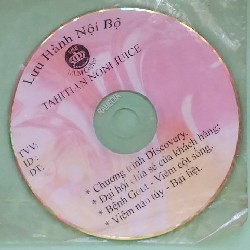 Lưu Hành Nội Bộ
TAHITIAN NONI JUICE
TVV:
ID:
ĐT:
* Chương trình Discovery.
* Đại hội chia sẻ của khách hàng:
* Bệnh Gout - Viêm cột sống.
* Viêm não tủy - Bại liệt.